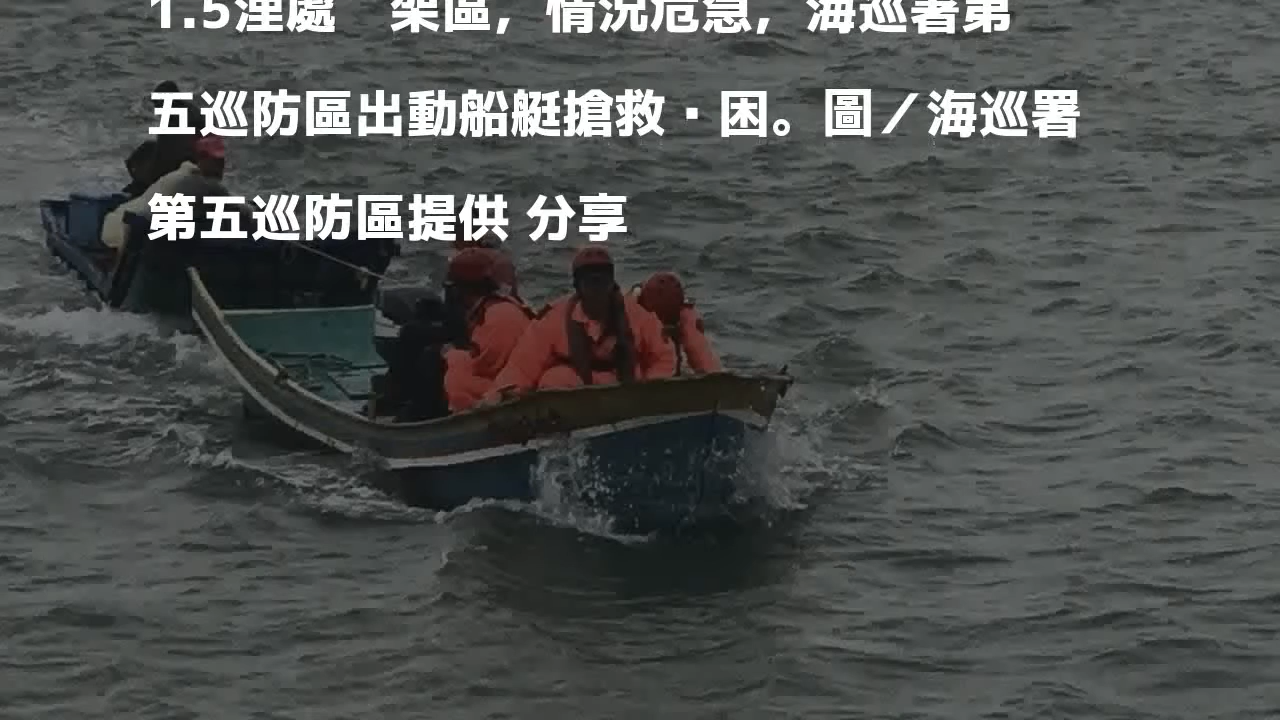 1.5浬處 架區，情況危急，海巡署第
五巡防區出動船艇搶救▪困。圖／海巡署
第五巡防區提供 分享